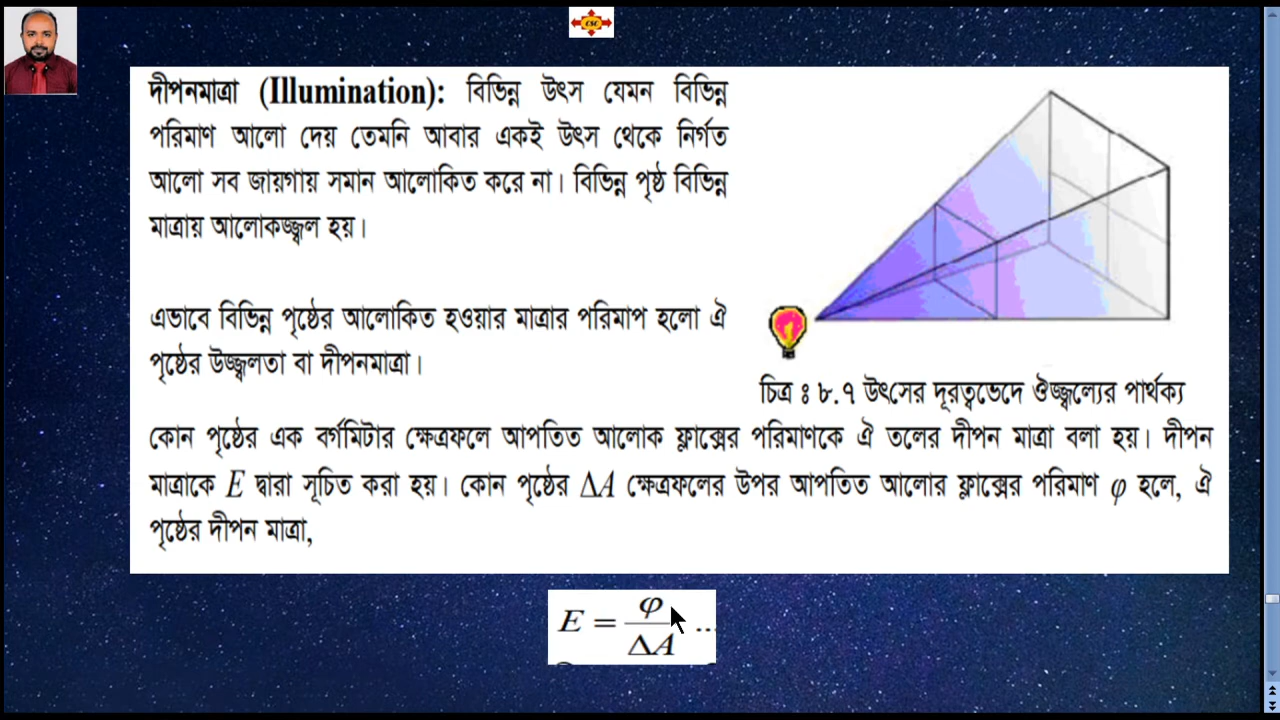 CSC
দীপনমাত্রা (Illumination): বিভিন্ন উৎস যেমন বিভিন্ন
পরিমাণ আলো দেয় তেমনি আবার একই উৎস থেকে নির্গত
আলো সব জায়গায় সমান আলোকিত করে না। বিভিন্ন পৃষ্ঠ বিভিন্ন
মাত্রায় আলোকজ্জ্বল হয়।
এভাবে বিভিন্ন পৃষ্ঠের আলোকিত হওয়ার মাত্রার পরিমাপ হলো ঐ
পৃষ্ঠের উজ্জ্বলতা বা দীপনমাত্রা।
চিত্র ঃ ৮.৭ উৎসের দূরত্বভেদে ঔজ্জ্বল্যের পার্থক্য
কোন পৃষ্ঠের এক বর্গমিটার ক্ষেত্রফলে আপতিত আলোক ফ্লাক্সের পরিমাণকে ঐ তলের দীপন মাত্রা বলা হয়। দীপন
মাত্রাকে E দ্বারা সূচিত করা হয়। কোন পৃষ্ঠের ΔA ক্ষেত্রফলের উপর আপতিত আলোর ফ্লাক্সের পরিমাণ φ হলে, ঐ
পৃষ্ঠের দীপন মাত্রা,
E = φ/ΔA ...